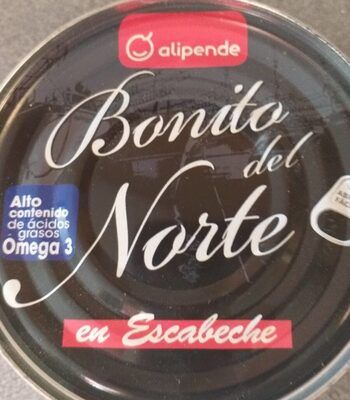 alipende
Bonito
del
Norte
Alto
contenido
de ácidos
grasos
Omega 3
en Escabeche